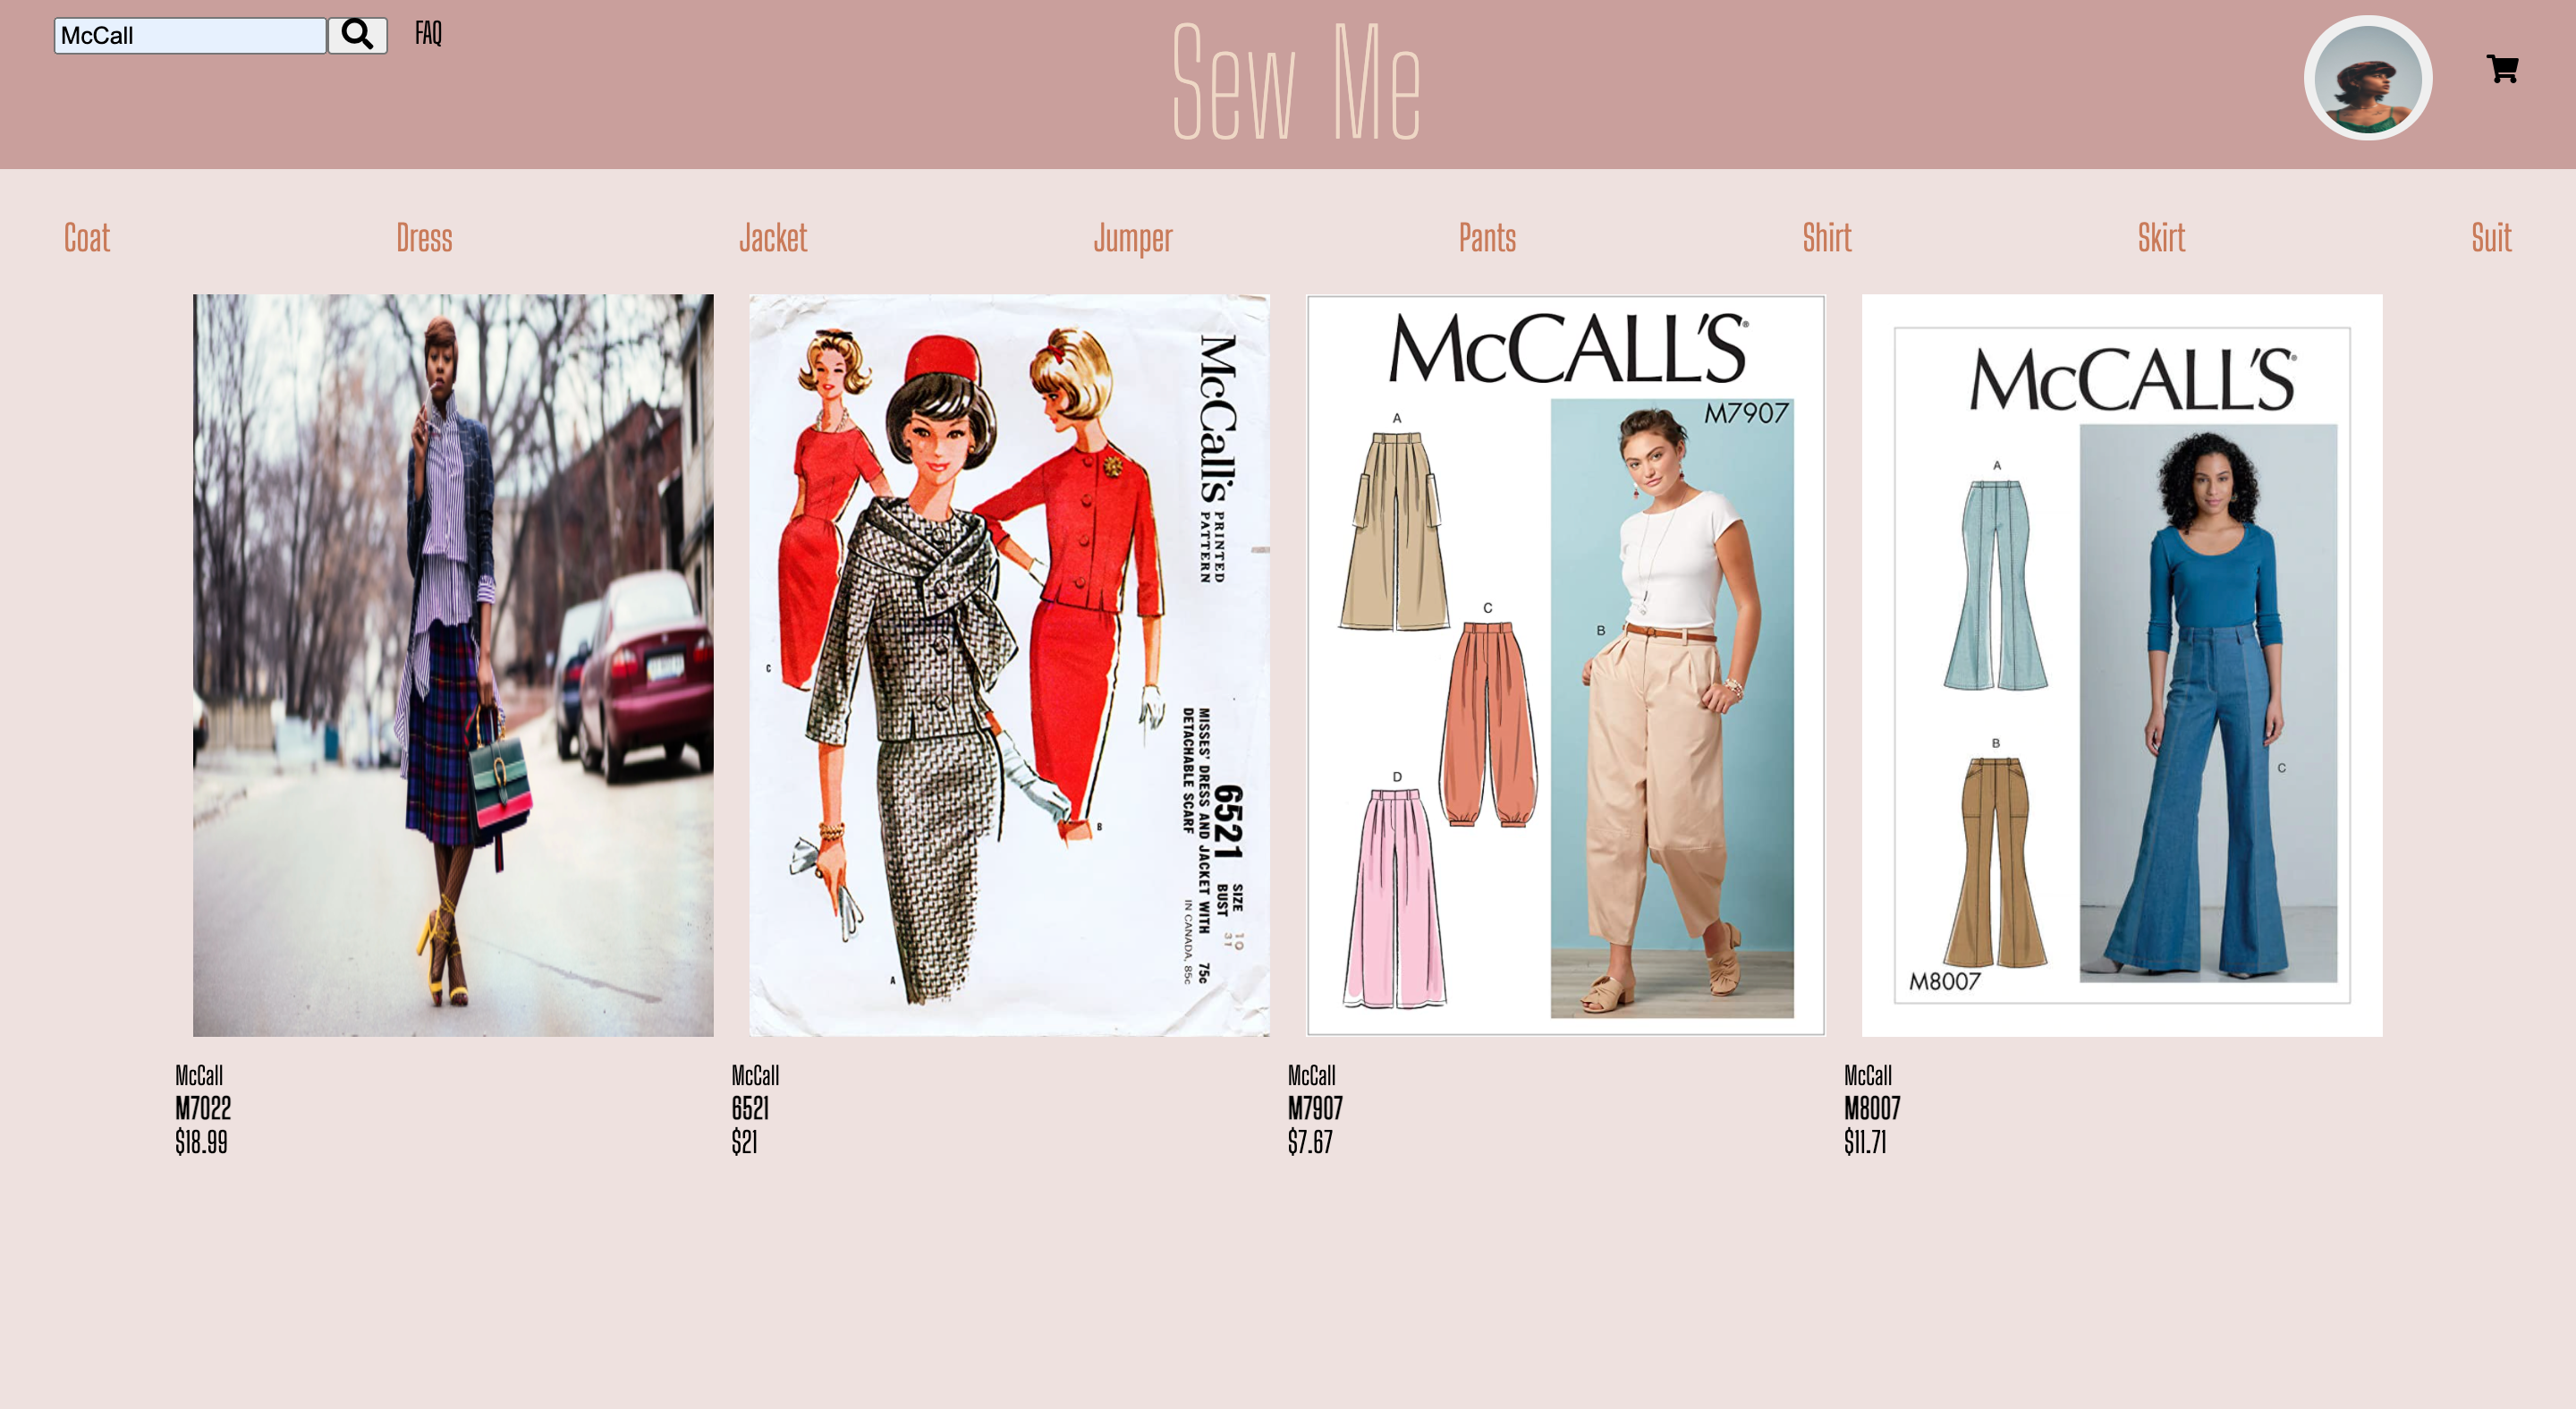 McCall
FAQ
Sew Me
Coat
Dress
Jacket
Jumper
Pants
Shirt
Skirt
Suit
McCall's PRINTED PATTERN
C
A
B
6521 SIZE 10
BUST 31
MISSES' DRESS AND JACKET WITH 75c
DETACHABLE SCARF
IN CANADA, 85c
McCALL'S®
M7907
A
B
C
D
McCALL'S®
A
B
C
M8007
McCall
M7022
$18.99
McCall
6521
$21
McCall
M7907
$7.67
McCall
M8007
$11.71